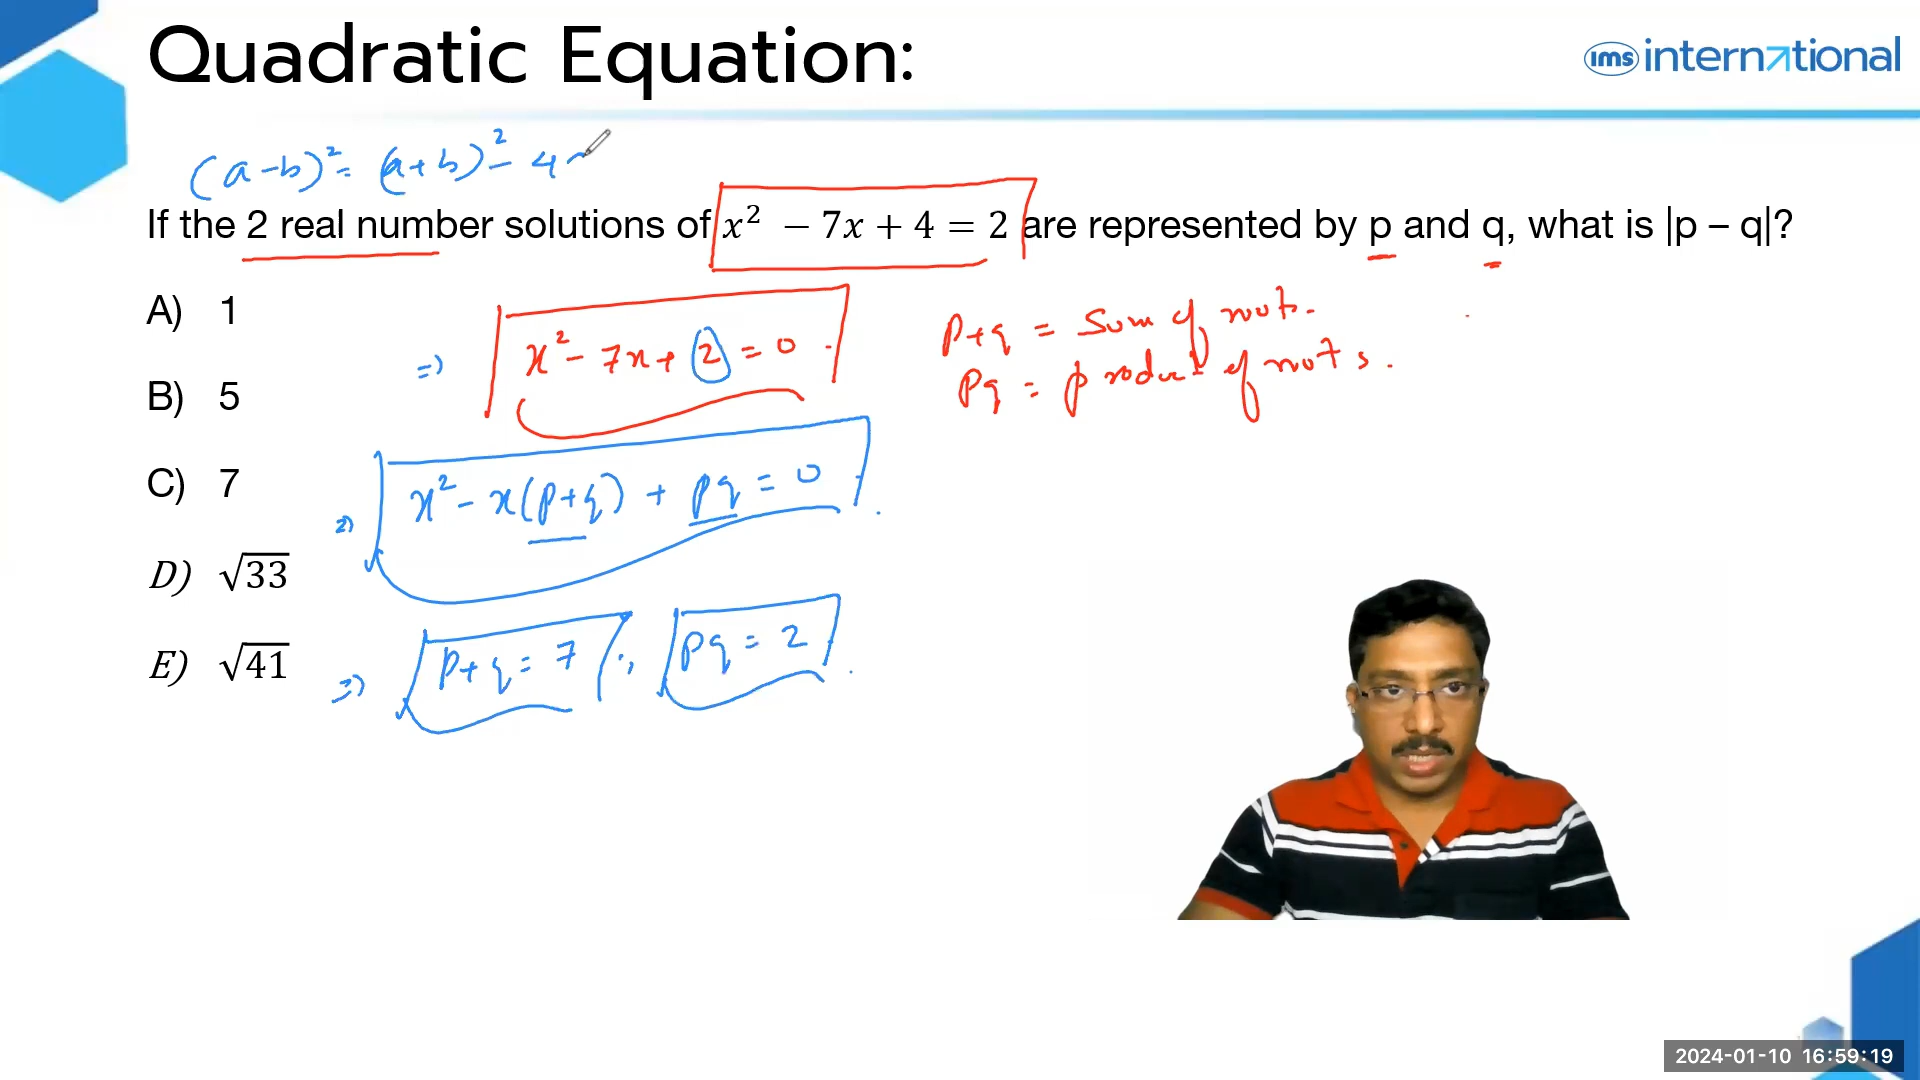 Quadratic Equation:
ims international
(a-b)² = (a+b)² - 4
If the 2 real number solutions of x² − 7x + 4 = 2 are represented by p and q, what is |p – q|?
A) 1
B) 5
C) 7
D) √33
E) √41
=> x² - 7x + 2 = 0
p+q = Sum of roots.
pq = product of roots.
=> x² - x(p+q) + pq = 0
=> p+q = 7 ; pq = 2
2024-01-10 16:59:19